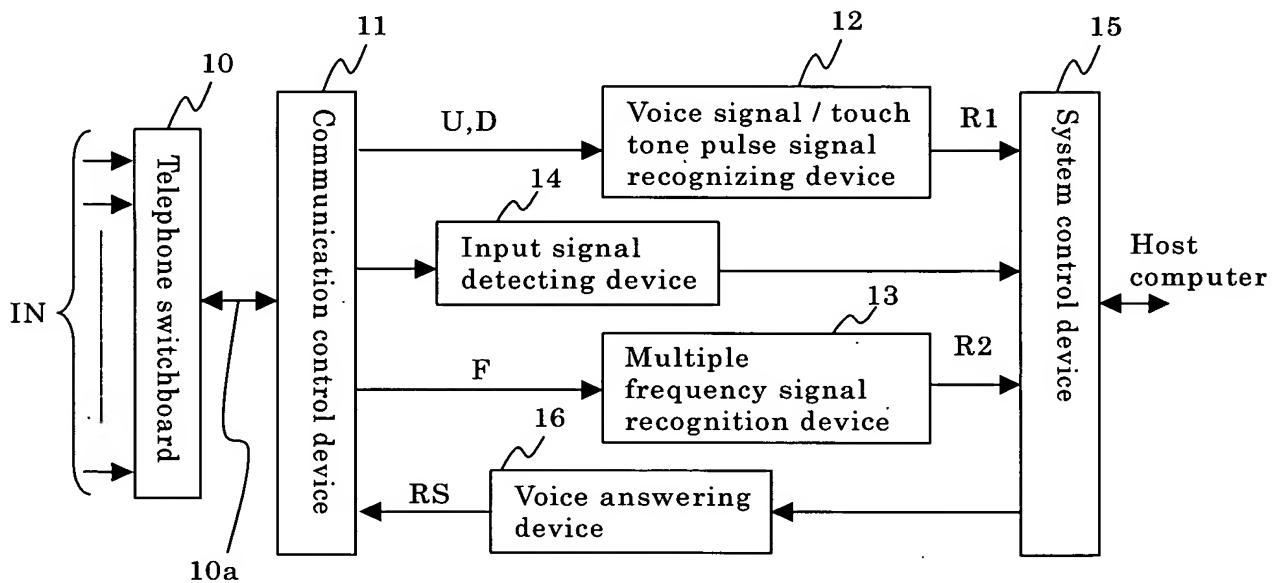 10
11
12
15
IN
Telephone switchboard
10a
Communication control device
U,D
Voice signal / touch
tone pulse signal
recognizing device
R1
14
Input signal
detecting device
13
F
Multiple
frequency signal
recognition device
R2
16
RS
Voice answering
device
System control device
Host
computer